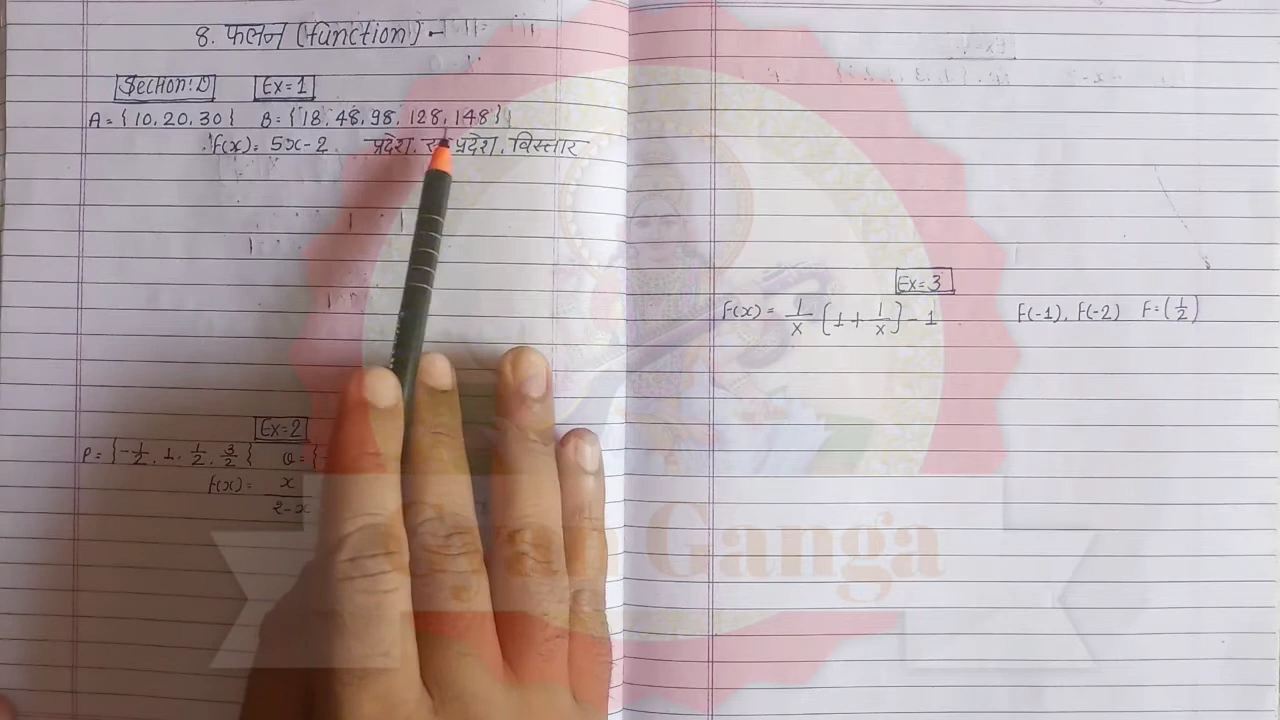 8. फलन (function) -
Section:D Ex=1
A = {10, 20, 30} B = {18, 48, 98, 128, 148}
f(x) = 5x-2 प्रदेश, प्रदेश, विस्तार
Ex=2
P = {-1/2, 1, 1/2, 3/2} Q = {
f(x) = x
2-x
Ex=3
F(x) = 1/x [1 + 1/x] - 1 F(-1), F(-2) F = (1/2)
Ganga